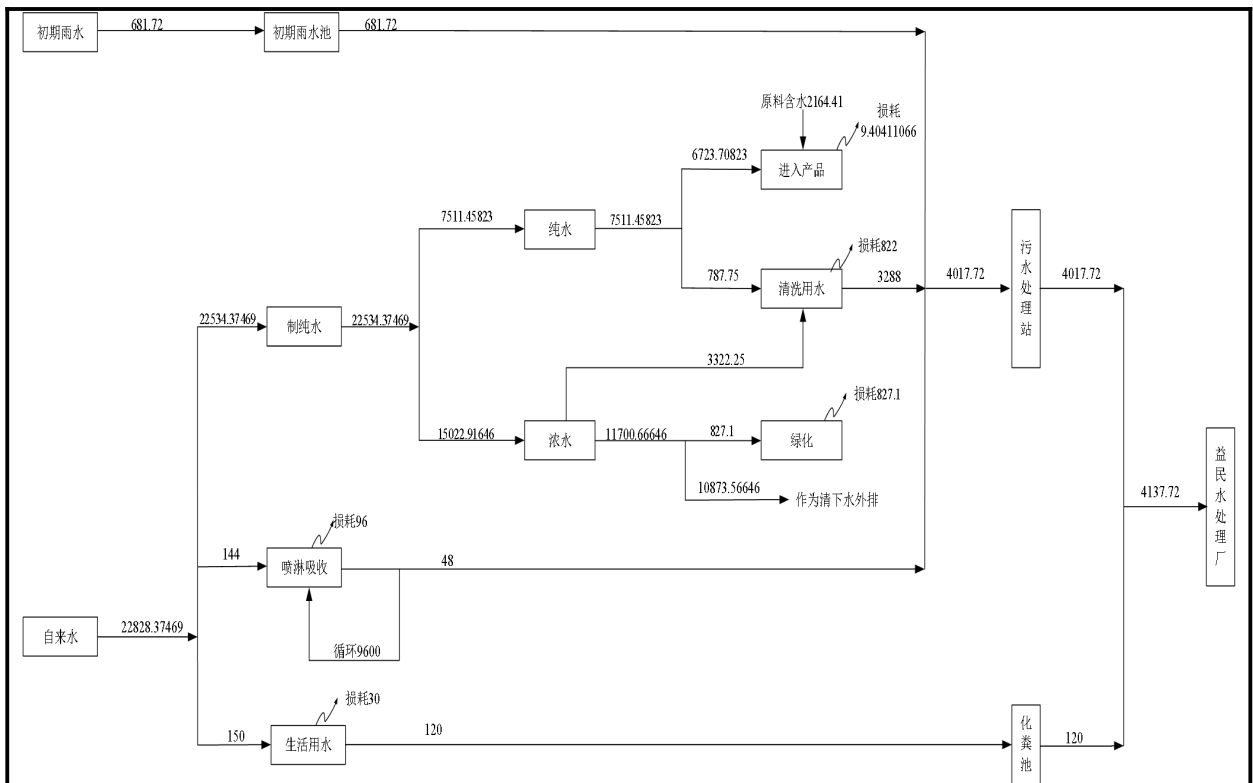 初期雨水
681.72
初期雨水池
681.72
原料含水2164.41
损耗
9.40411066
6723.70823
进入产品
7511.45823
纯水
7511.45823
损耗822
787.75
清洗用水
3288
4017.72
污水处理站
4017.72
22534.37469
制纯水
22534.37469
3322.25
损耗827.1
15022.91646
浓水
11700.66646
827.1
绿化
10873.56646
作为清下水外排
4137.72
益民水处理厂
损耗96
144
喷淋吸收
48
自来水
22828.37469
循环9600
损耗30
150
生活用水
120
化粪池
120